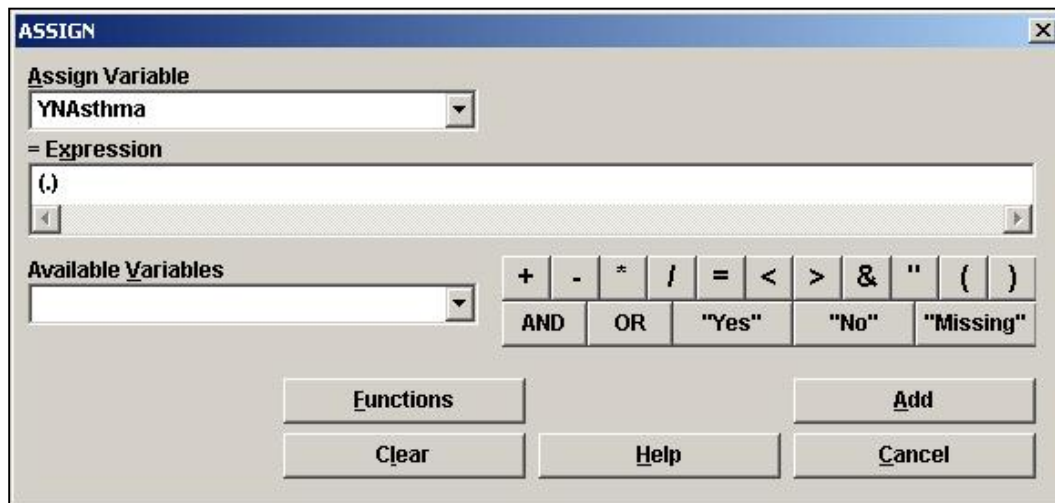 ASSIGN
Assign Variable
YNAsthma
= Expression
(.)
Available Variables
+ - * / = < > & " ( )
AND OR "Yes" "No" "Missing"
Functions Add
Clear Help Cancel